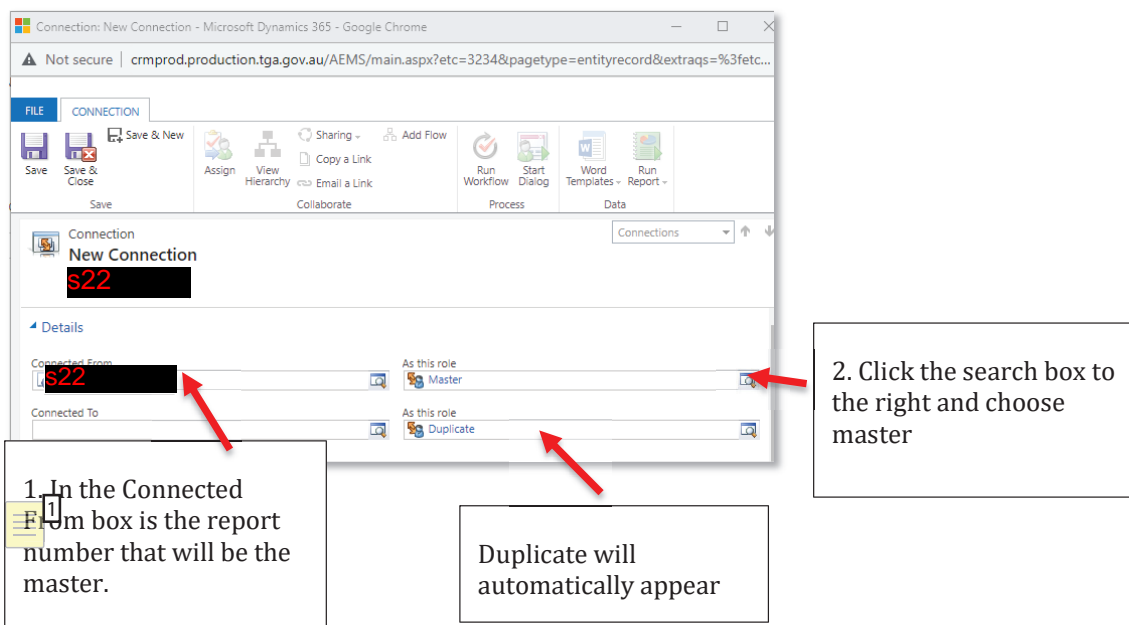 Connection: New Connection - Microsoft Dynamics 365 - Google Chrome
Not secure | crmprod.production.tga.gov.au/AEMS/main.aspx?etc=3234&pagetype=entityrecord&extraqs=%3fetc...
FILE CONNECTION
Save
Save & Close
Save & New
Save
Assign
View Hierarchy
Sharing
Copy a Link
Email a Link
Add Flow
Collaborate
Run Workflow
Start Dialog
Process
Word Templates
Run Report
Data
Connection
New Connection
s22
Connections
Details
Connected From
s22
As this role
Master
Connected To
As this role
Duplicate
1. In the Connected
From box is the report
number that will be the
master.
1
Duplicate will
automatically appear
2. Click the search box to
the right and choose
master